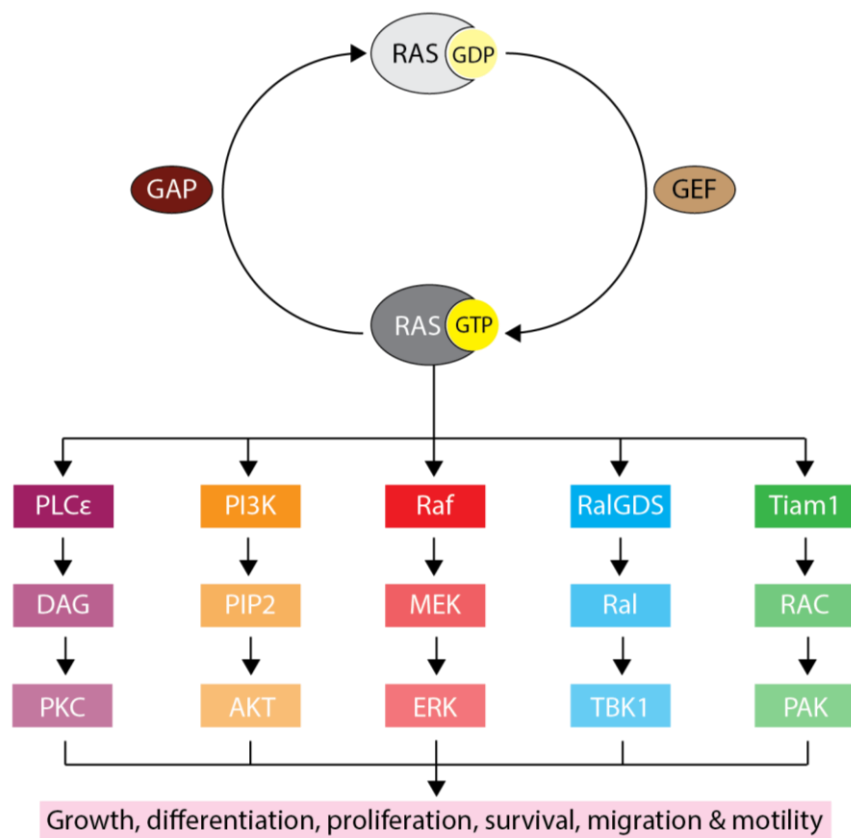 RAS GDP
GAP
GEF
RAS GTP
PLCε PI3K Raf RalGDS Tiam1
DAG PIP2 MEK Ral RAC
PKC AKT ERK TBK1 PAK
Growth, differentiation, proliferation, survival, migration & motility